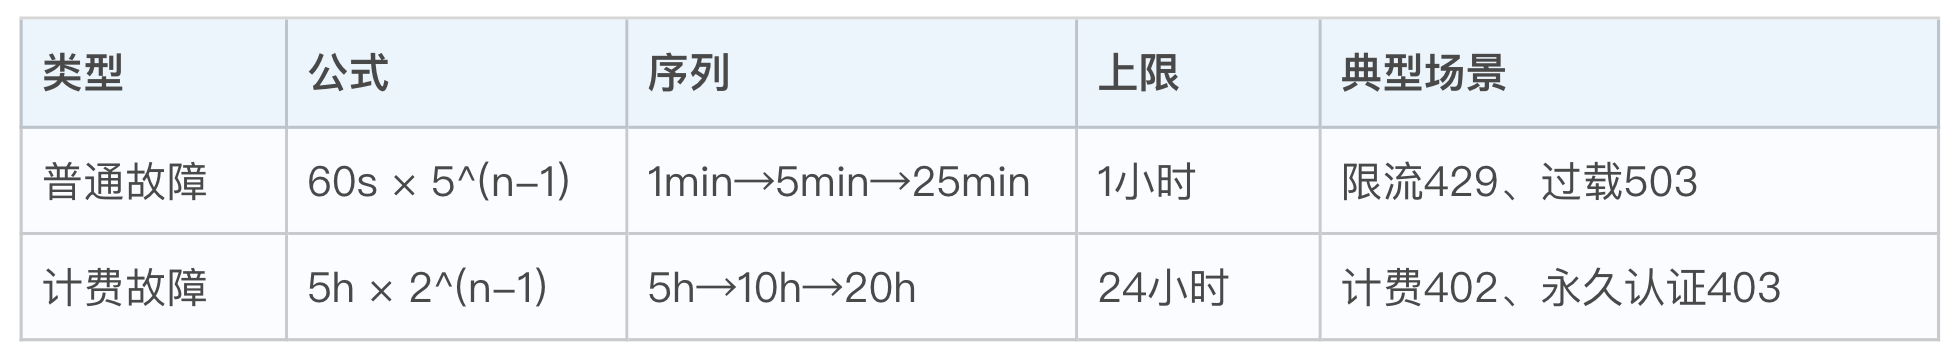 类型 公式 序列 上限 典型场景
普通故障 60s × 5^(n-1) 1min→5min→25min 1小时 限流429、过载503
计费故障 5h × 2^(n-1) 5h→10h→20h 24小时 计费402、永久认证403